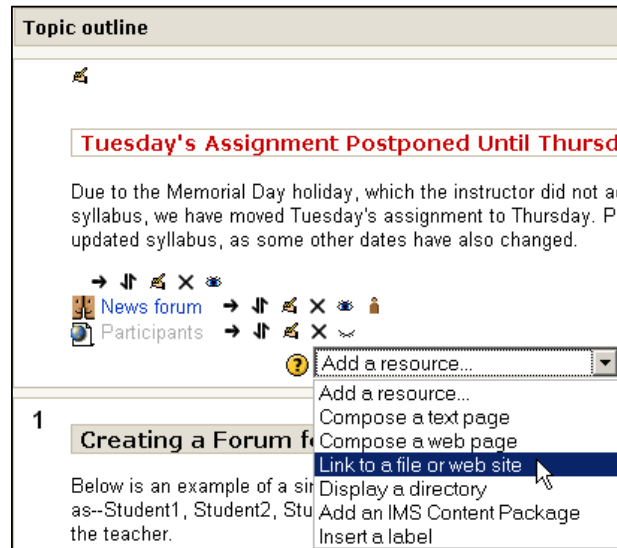 Topic outline
Tuesday's Assignment Postponed Until
Due to the Memorial Day holiday, which the instructor did not
syllabus, we have moved Tuesday's assignment to Thursday.
updated syllabus, as some other dates have also changed.
News forum
Participants
? Add a resource...
Add a resource...
1
Creating a Forum
Compose a text page
Compose a web page
Link to a file or web site
Below is an example of a
Display a directory
as--Student1, Student2,
Add an IMS Content Package
the teacher.
Insert a label